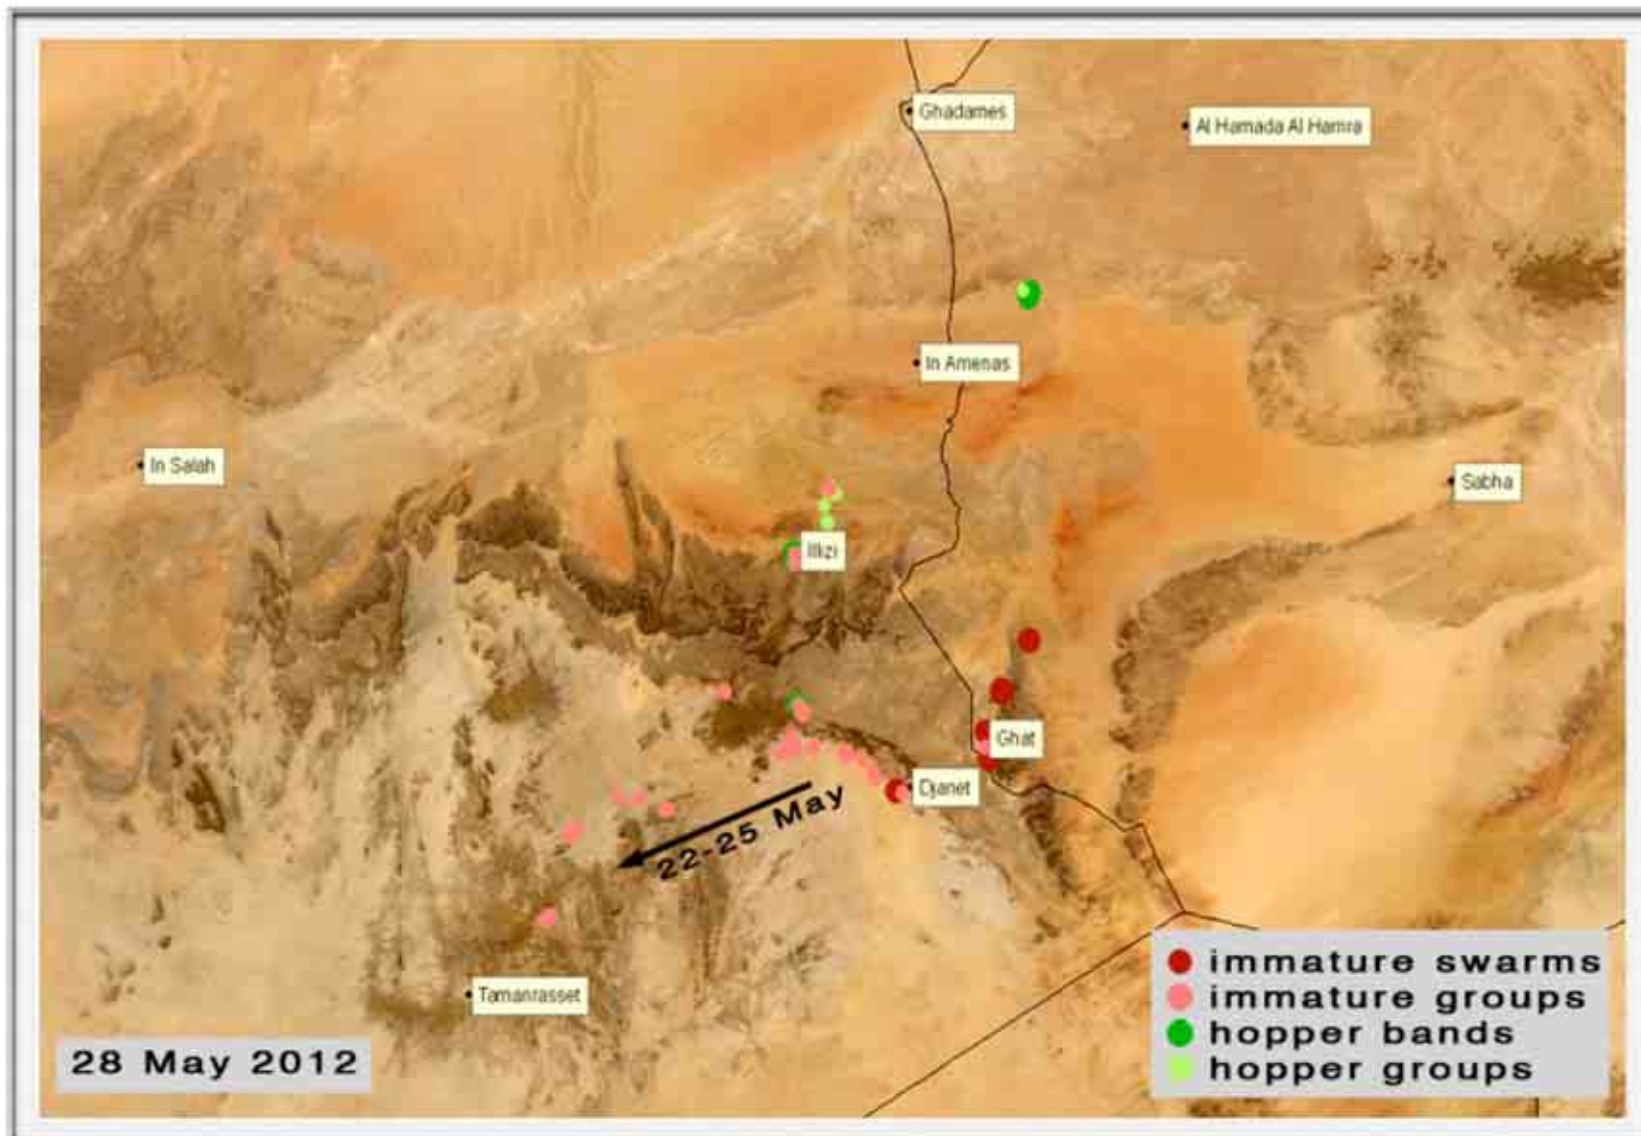 Ghadames
Al Hamada Al Hamra
In Amenas
In Salah
Sabha
Illizi
Ghat
Djanet
22-25 May
Tamanrasset
immature swarms
immature groups
hopper bands
hopper groups
28 May 2012